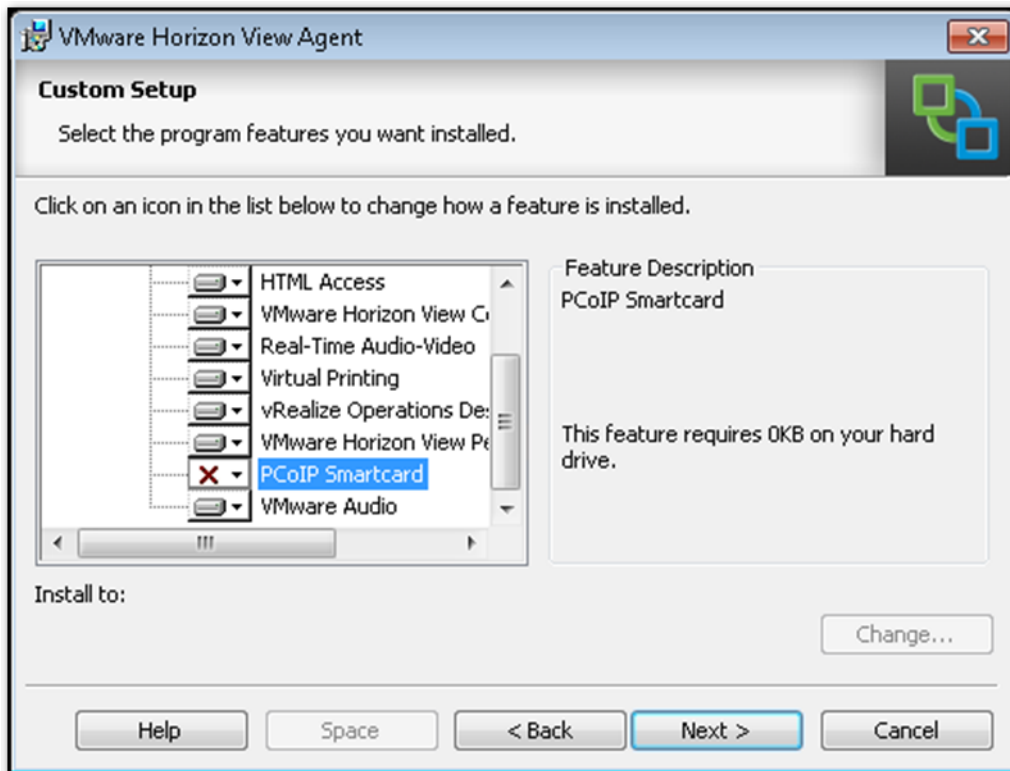 VMware Horizon View Agent
Custom Setup
Select the program features you want installed.
Click on an icon in the list below to change how a feature is installed.
HTML Access
VMware Horizon View
Real-Time Audio-Video
Virtual Printing
vRealize Operations
VMware Horizon View
PCoIP Smartcard
VMware Audio
Feature Description
PCoIP Smartcard
This feature requires 0KB on your hard
drive.
Install to:
Change...
Help
Space
< Back
Next >
Cancel